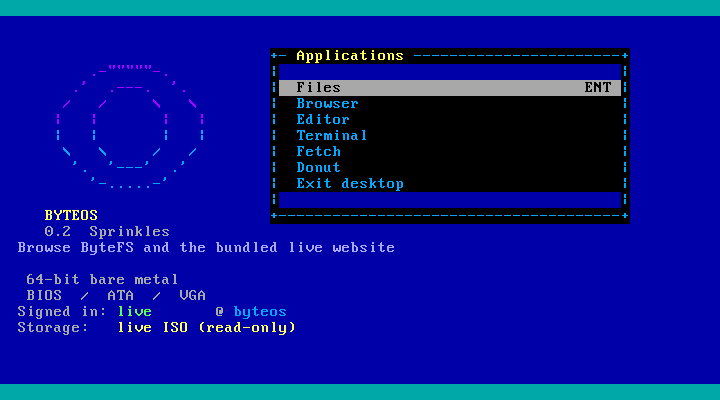 Applications
Files ENT
Browser
Editor
Terminal
Fetch
Donut
Exit desktop
BYTEOS
0.2 Sprinkles
Browse ByteFS and the bundled live website
64-bit bare metal
BIOS / ATA / VGA
Signed in: live @ byteos
Storage: live ISO (read-only)